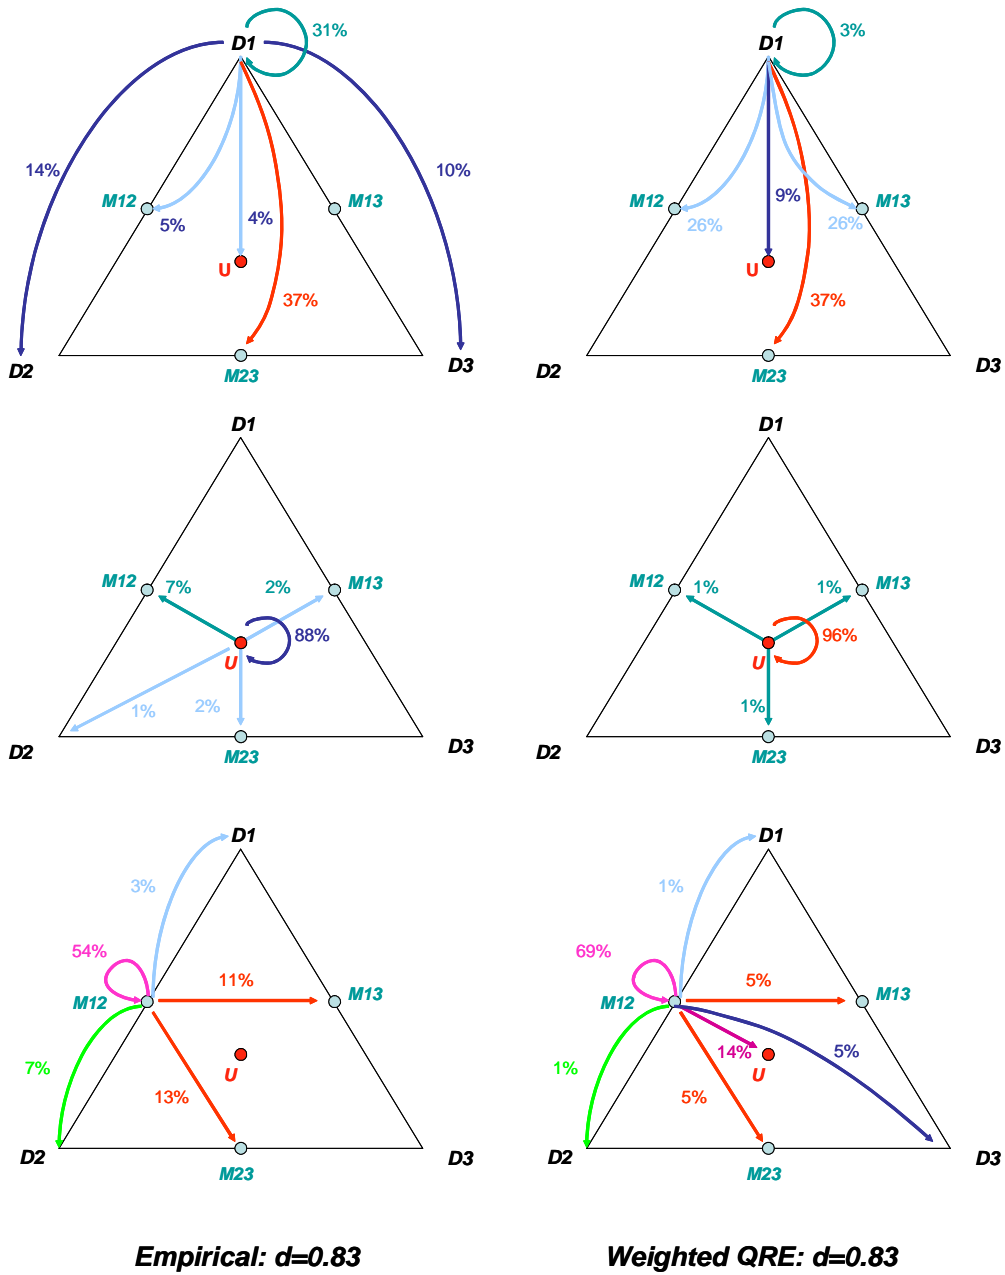 D1 31%
D1 3%
14% 10%
M12 M13
5% 4%
U
37%
D2 M23 D3
M12 M13
26% 9% 26%
U
37%
D2 M23 D3
D1
M12 7% 2% M13
88%
U
1% 2%
D2 M23 D3
D1
M12 1% 1% M13
96%
U
1%
D2 M23 D3
D1
3%
54%
11%
M12 M13
7%
U
13%
D2 M23 D3
D1
1%
69%
5%
M12 M13
14% 5%
1% U
5%
D2 M23 D3
Empirical: d=0.83
Weighted QRE: d=0.83